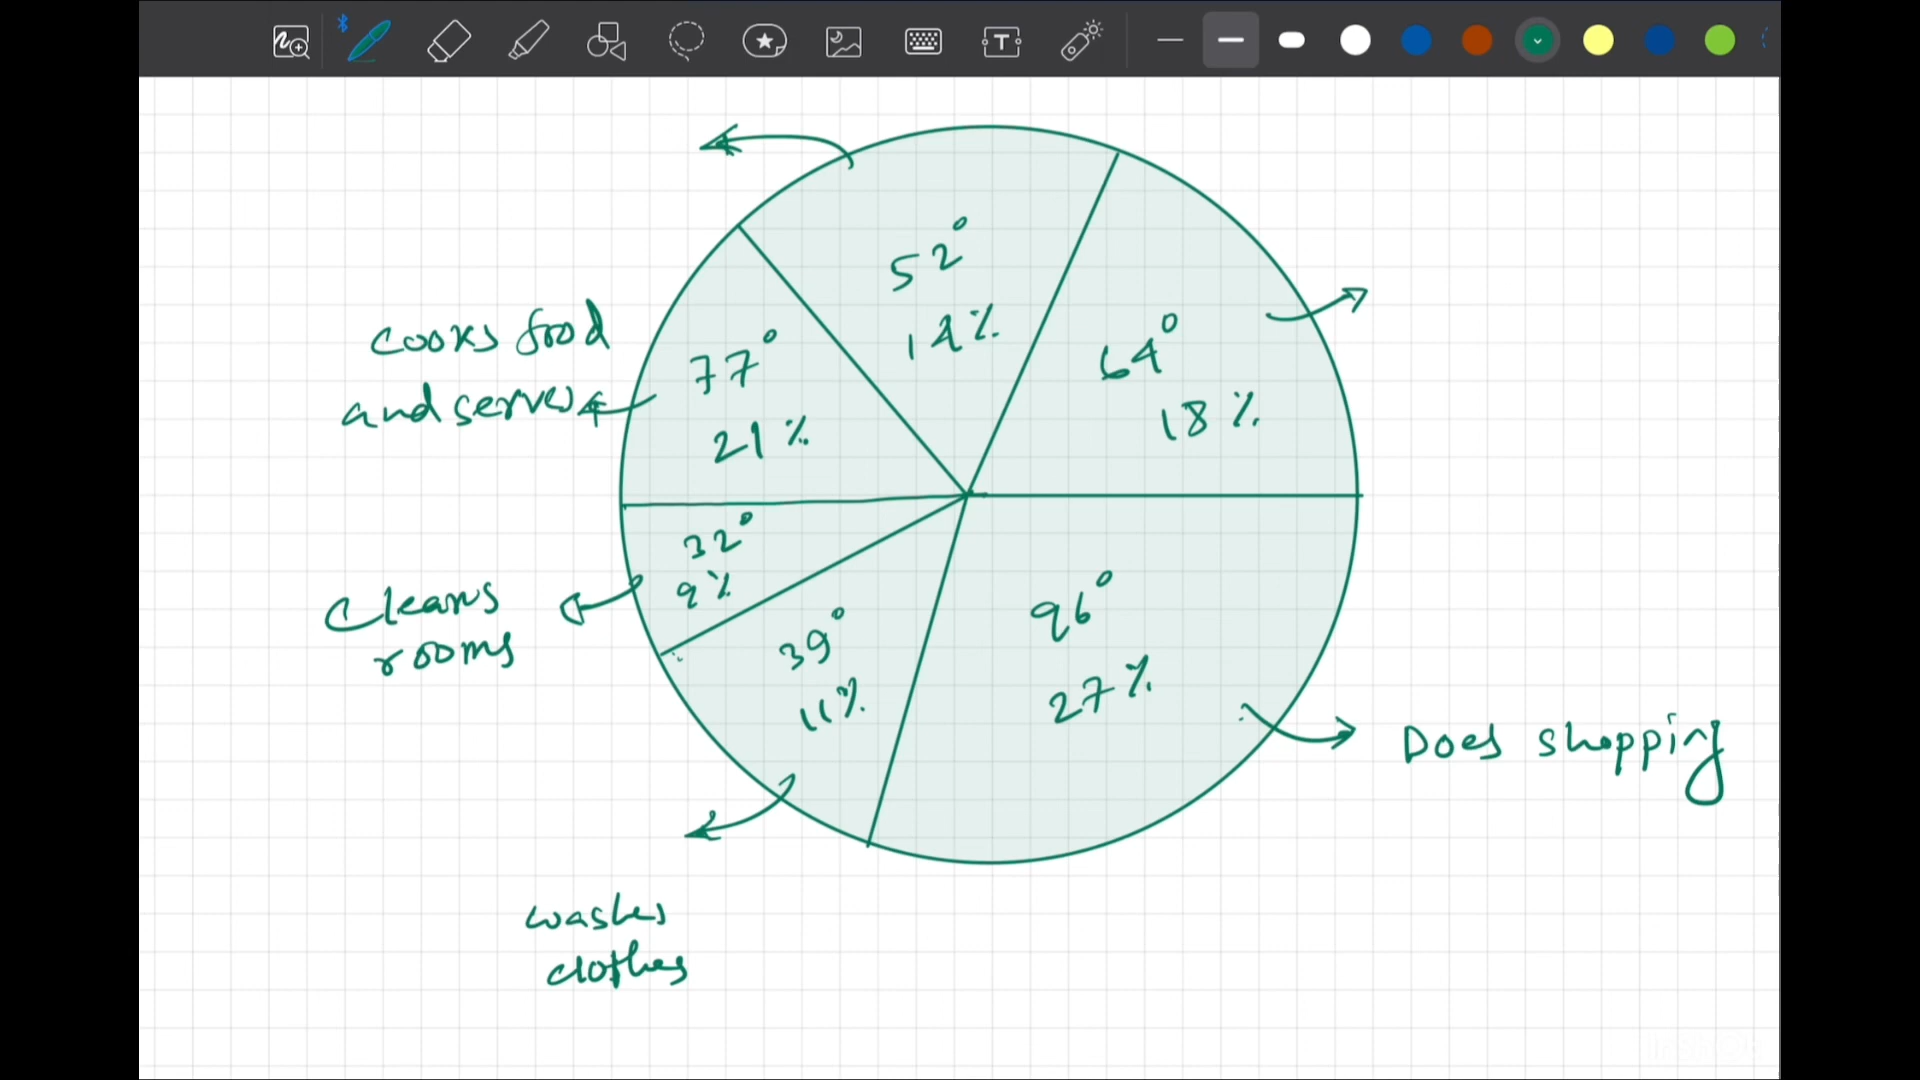 52°
14%
64°
18%
cooks food
and serves
77°
21%
32°
9%
cleans
rooms
39°
11%
96°
27%
Does shopping
washes
clothes